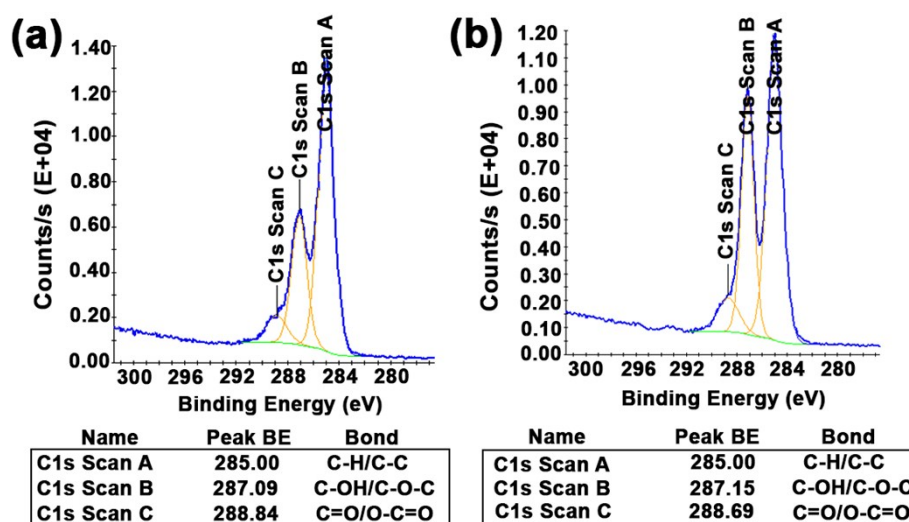 (a)
Counts/s (E+04)
1.40
1.20
1.00
0.80
0.60
0.40
0.20
0.00
C1s Scan C
C1s Scan B
C1s Scan A
300 296 292 288 284 280
Binding Energy (eV)
Name Peak BE Bond
C1s Scan A 285.00 C-H/C-C
C1s Scan B 287.09 C-OH/C-O-C
C1s Scan C 288.84 C=O/O-C=O
(b)
Counts/s (E+04)
1.20
1.10
1.00
0.90
0.80
0.70
0.60
0.50
0.40
0.30
0.20
0.10
0.00
C1s Scan C
C1s Scan B
C1s Scan A
300 296 292 288 284 280
Binding Energy (eV)
Name Peak BE Bond
C1s Scan A 285.00 C-H/C-C
C1s Scan B 287.15 C-OH/C-O-C
C1s Scan C 288.69 C=O/O-C=O